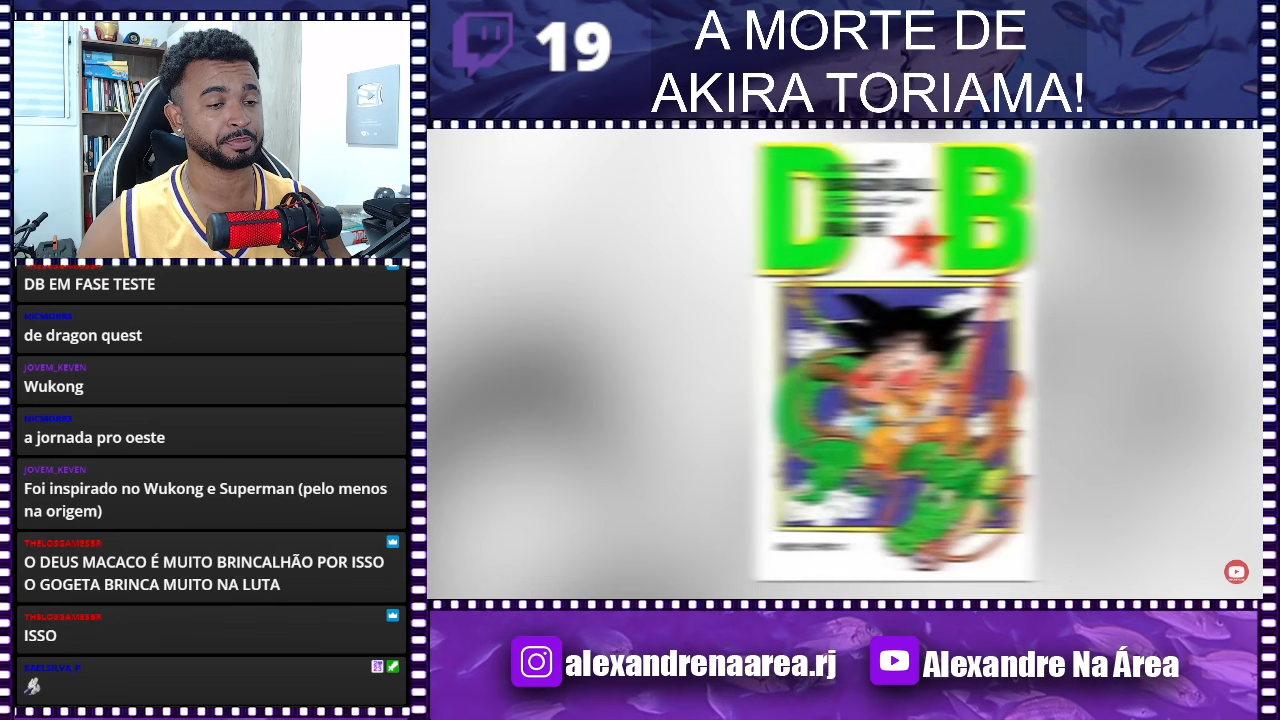 19
A MORTE DE
AKIRA TORIAMA!
DB EM FASE TESTE
de dragon quest
JOVEM_KEVEN
Wukong
a jornada pro oeste
JOVEM_KEVEN
Foi inspirado no Wukong e Superman (pelo menos
na origem)
THELOSGAMESBR
O DEUS MACACO É MUITO BRINCALHÃO POR ISSO
O GOGETA BRINCA MUITO NA LUTA
THELOSGAMESBR
ISSO
D B
alexandrenaarea.rj
Alexandre Na Área